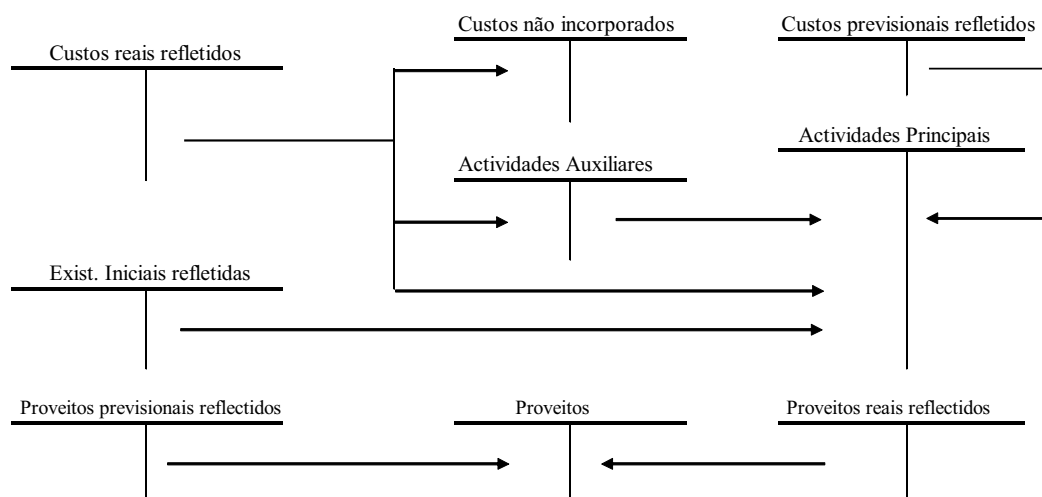 Custos não incorporados
Custos previsionais refletidos
Custos reais refletidos
Actividades Principais
Actividades Auxiliares
Exist. Iniciais refletidas
Proveitos previsionais reflectidos
Proveitos
Proveitos reais reflectidos